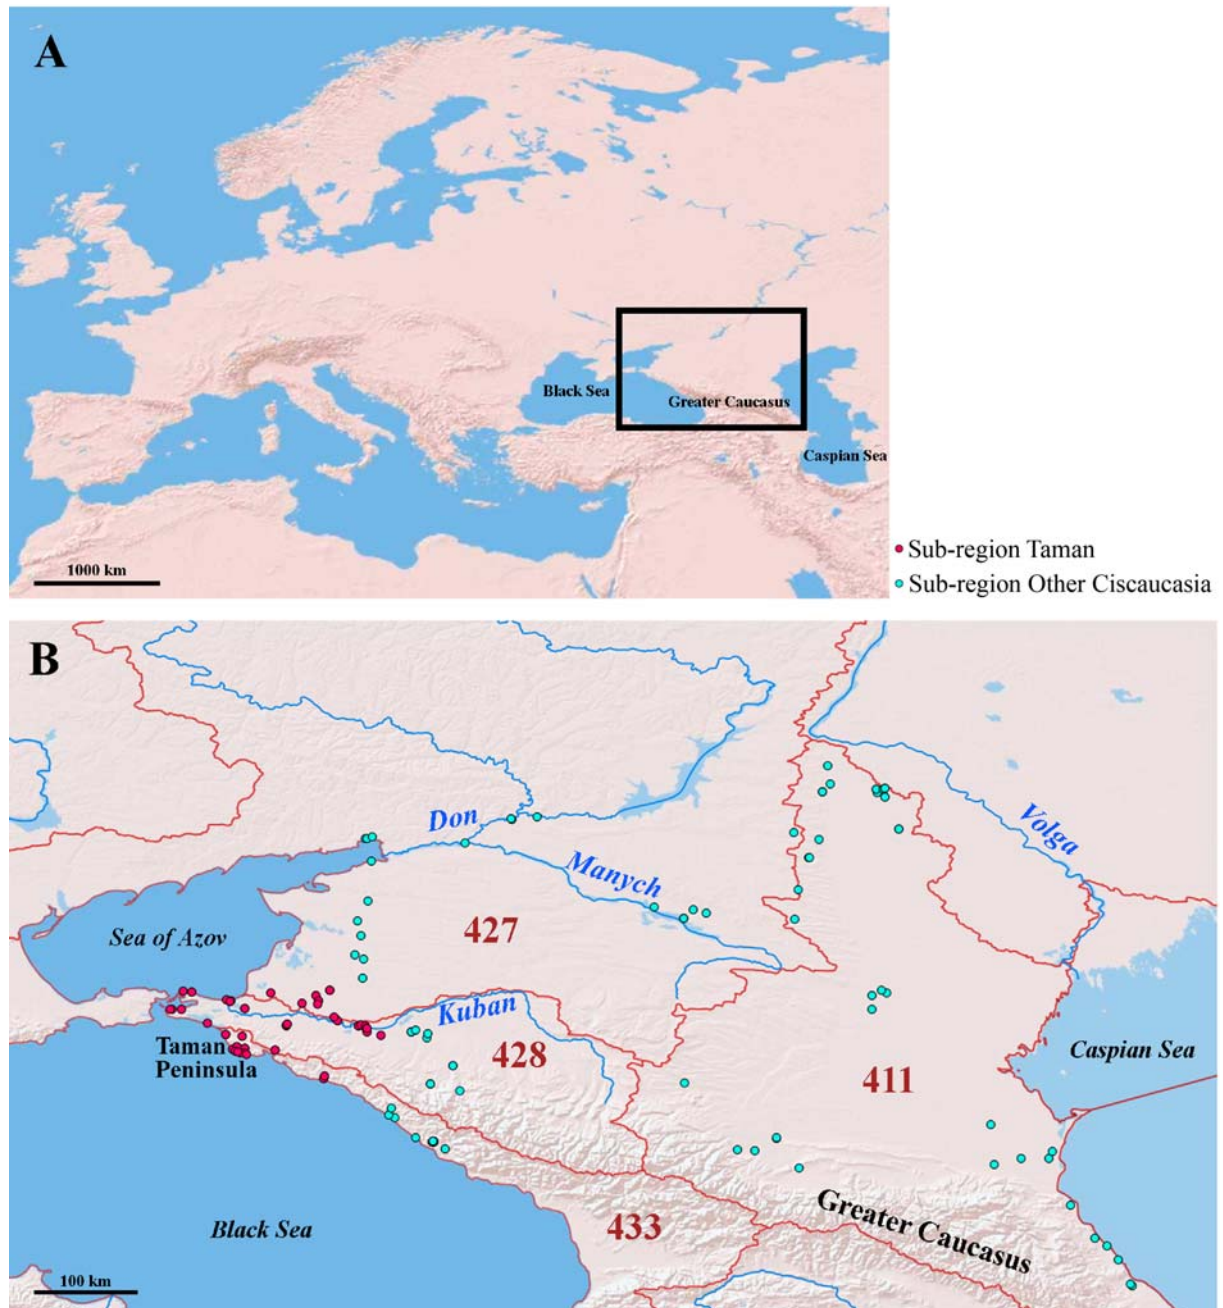 A
Black Sea
Greater Caucasus
Caspian Sea
1000 km
Sub-region Taman
Sub-region Other Ciscaucasia
B
Don
Volga
Manych
Sea of Azov
427
Kuban
Taman
Peninsula
428
411
Caspian Sea
Black Sea
433
Greater Caucasus
100 km